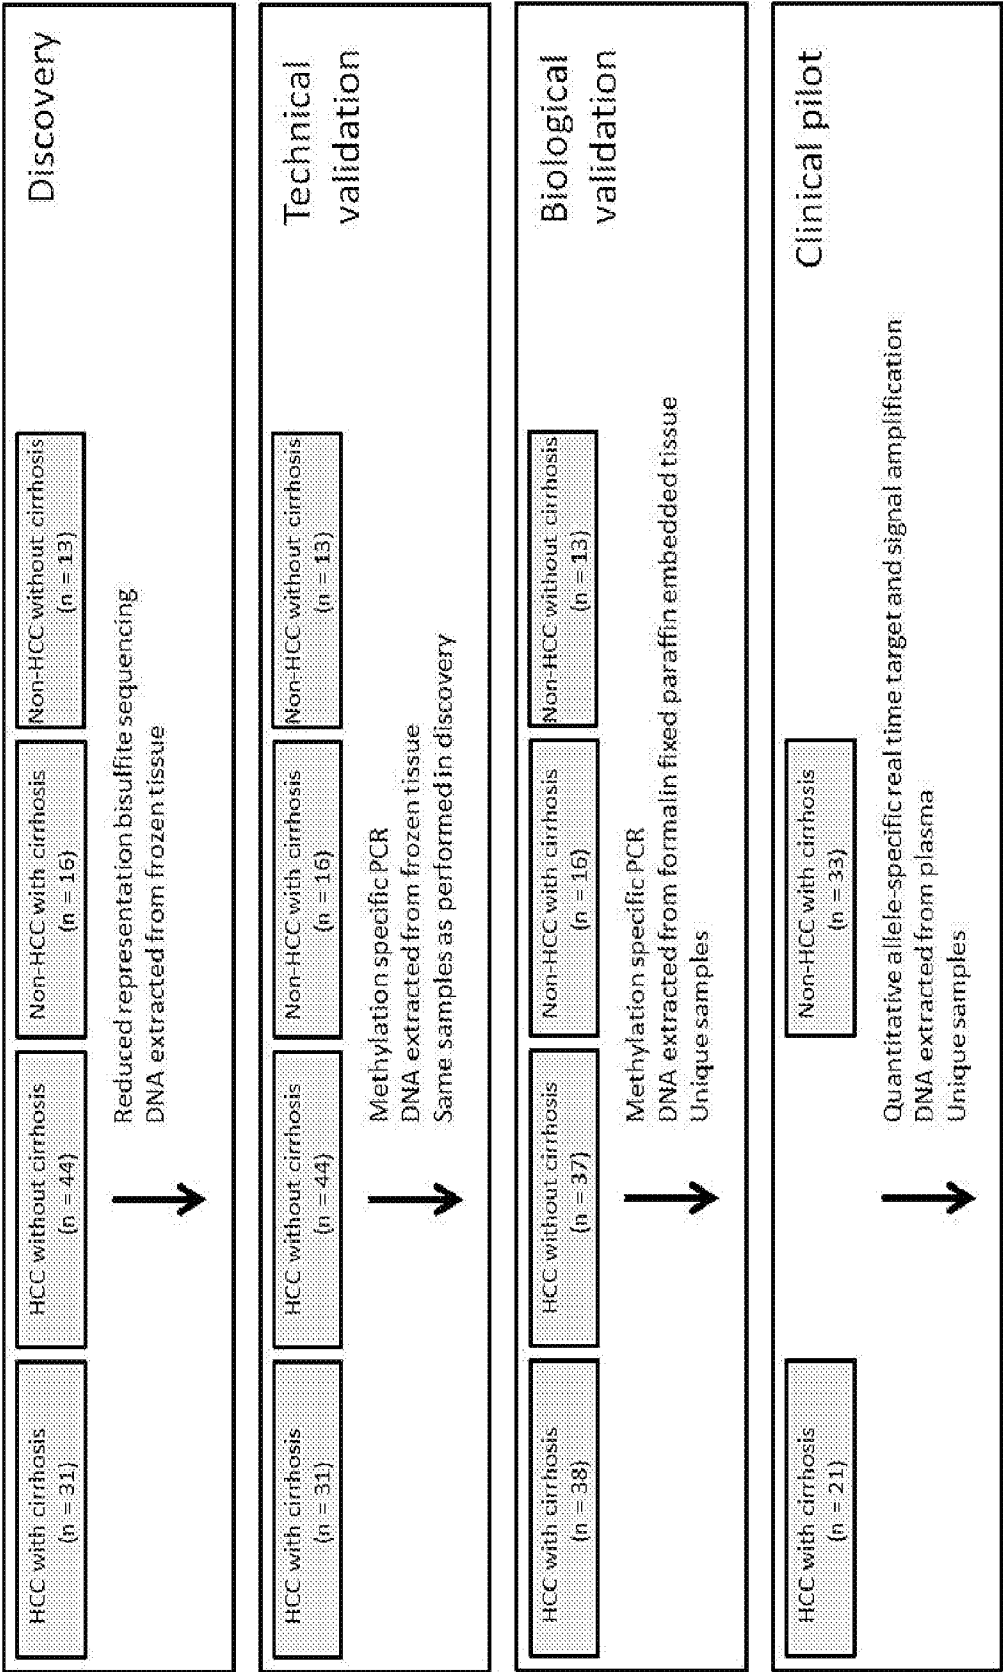 Discovery
HCC with cirrhosis
(n = 31)
HCC without cirrhosis
(n = 44)
Non-HCC with cirrhosis
(n = 16)
Non-HCC without cirrhosis
(n = 13)
Reduced representation bisulfite sequencing
DNA extracted from frozen tissue
Technical
validation
HCC with cirrhosis
(n = 31)
HCC without cirrhosis
(n = 44)
Non-HCC with cirrhosis
(n = 16)
Non-HCC without cirrhosis
(n = 13)
Methylation specific PCR
DNA extracted from frozen tissue
Same samples as performed in discovery
Biological
validation
HCC with cirrhosis
(n = 38)
HCC without cirrhosis
(n = 37)
Non-HCC with cirrhosis
(n = 16)
Non-HCC without cirrhosis
(n = 13)
Methylation specific PCR
DNA extracted from formalin fixed paraffin embedded tissue
Unique samples
Clinical pilot
HCC with cirrhosis
(n = 21)
Non-HCC with cirrhosis
(n = 33)
Quantitative allele-specific real time target and signal amplification
DNA extracted from plasma
Unique samples